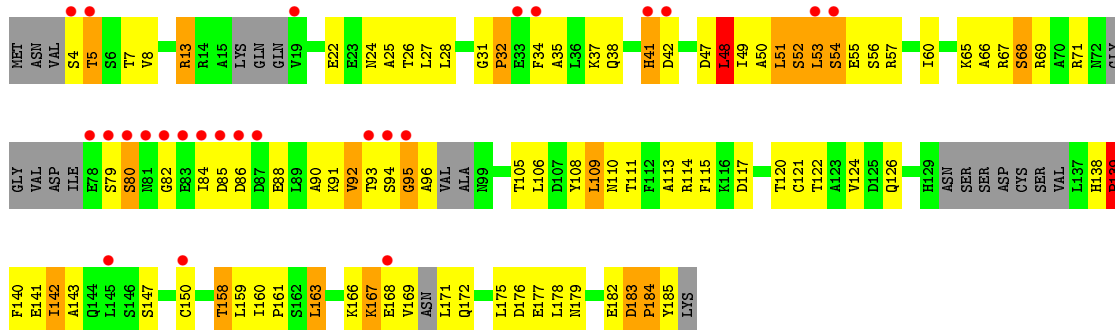 MET ASN VAL S4 T5 S6 T7 V8 R13 R14 A15 LYS GLN GLN V19 E22 E23 N24 A25 T26 L27 L28 G31 P32 E33 F34 A35 L36 K37 Q38 H41 D42 D47 L48 I49 A50 L51 S52 L53 S54 E55 S56 R57 I60 K65 A66 R67 S68 R69 A70 R71 N72 GLY
GLY VAL ASP ILE E78 S79 S80 N81 G82 E83 I84 D85 D86 D87 E88 L89 A90 K91 V92 T93 S94 G95 A96 VAL ALA N99 T105 L106 D107 Y108 L109 N110 T111 F112 A113 R114 F115 K116 D117 T120 C121 T122 A123 V124 D125 Q126 H129 ASN SER SER ASP CYS SER VAL L137 H138
F140 E141 I142 A143 Q144 L145 S146 S147 C150 T158 L159 I160 P161 S162 L163 K166 K167 E168 V169 ASN L171 Q172 L175 D176 E177 L178 N179 E182 D183 P184 Y185 LYS